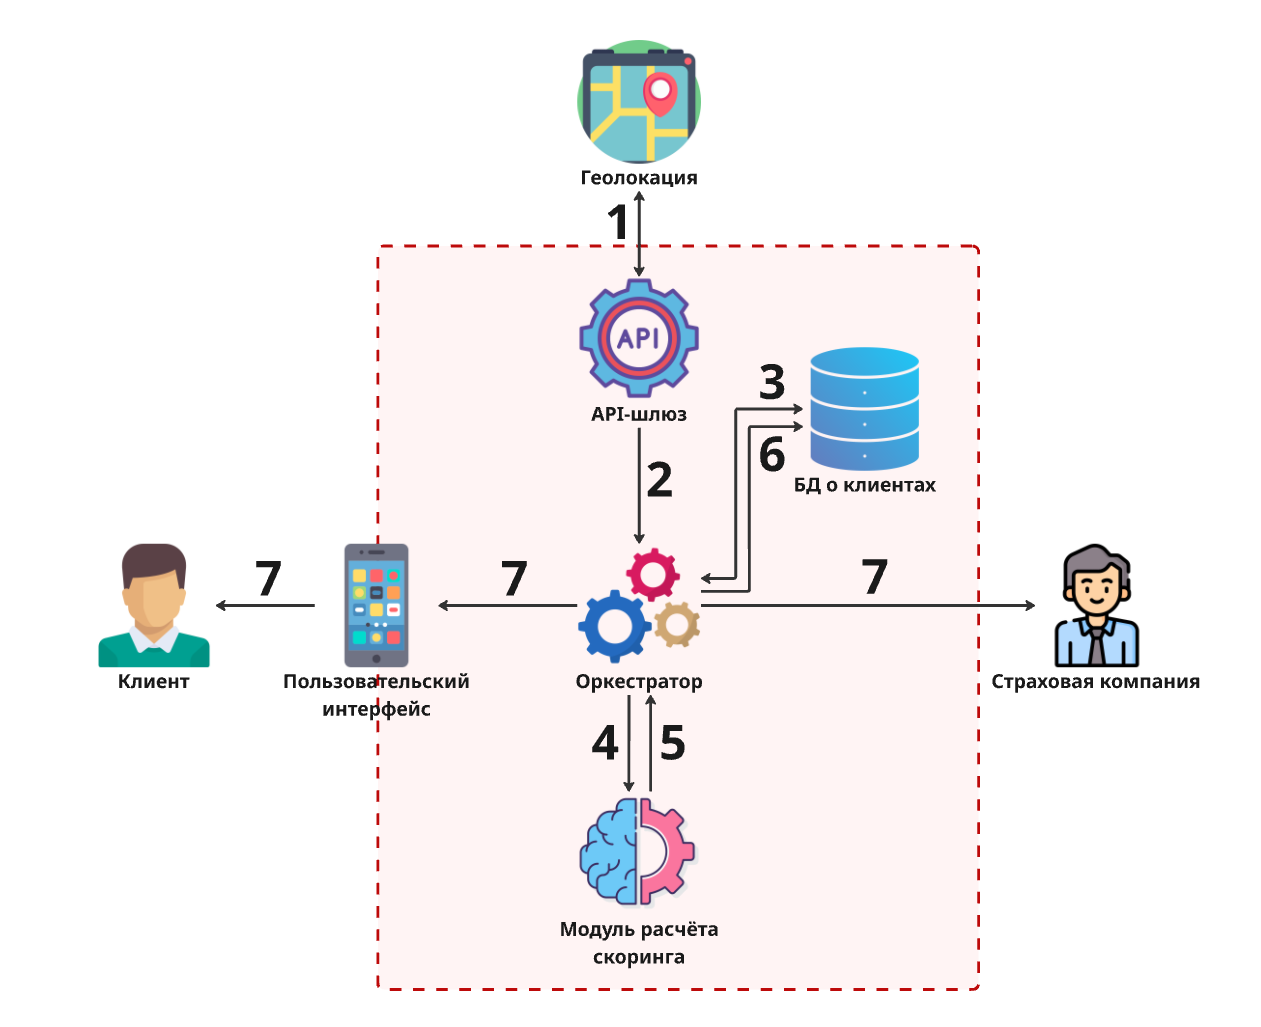 Геолокация
1
API
API-шлюз
2
3
6
БД о клиентах
7
7
7
Клиент
Пользовательский
интерфейс
Оркестратор
Страховая компания
4
5
Модуль расчёта
скоринга